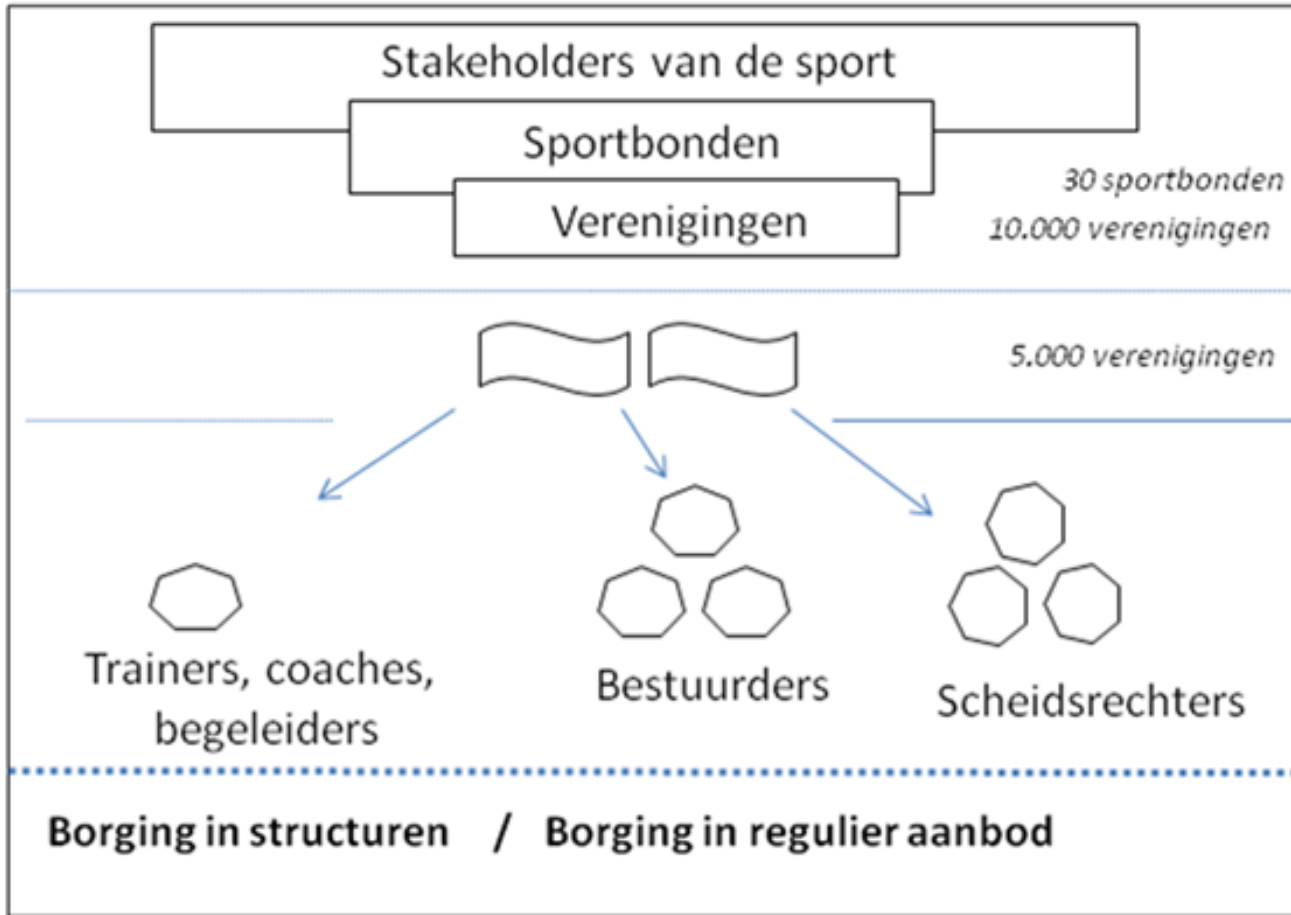 Stakeholders van de sport
Sportbonden
Verenigingen
30 sportbonden
10.000 verenigingen
5.000 verenigingen
Trainers, coaches,
begeleiders
Bestuurders
Scheidsrechters
Borging in structuren / Borging in regulier aanbod